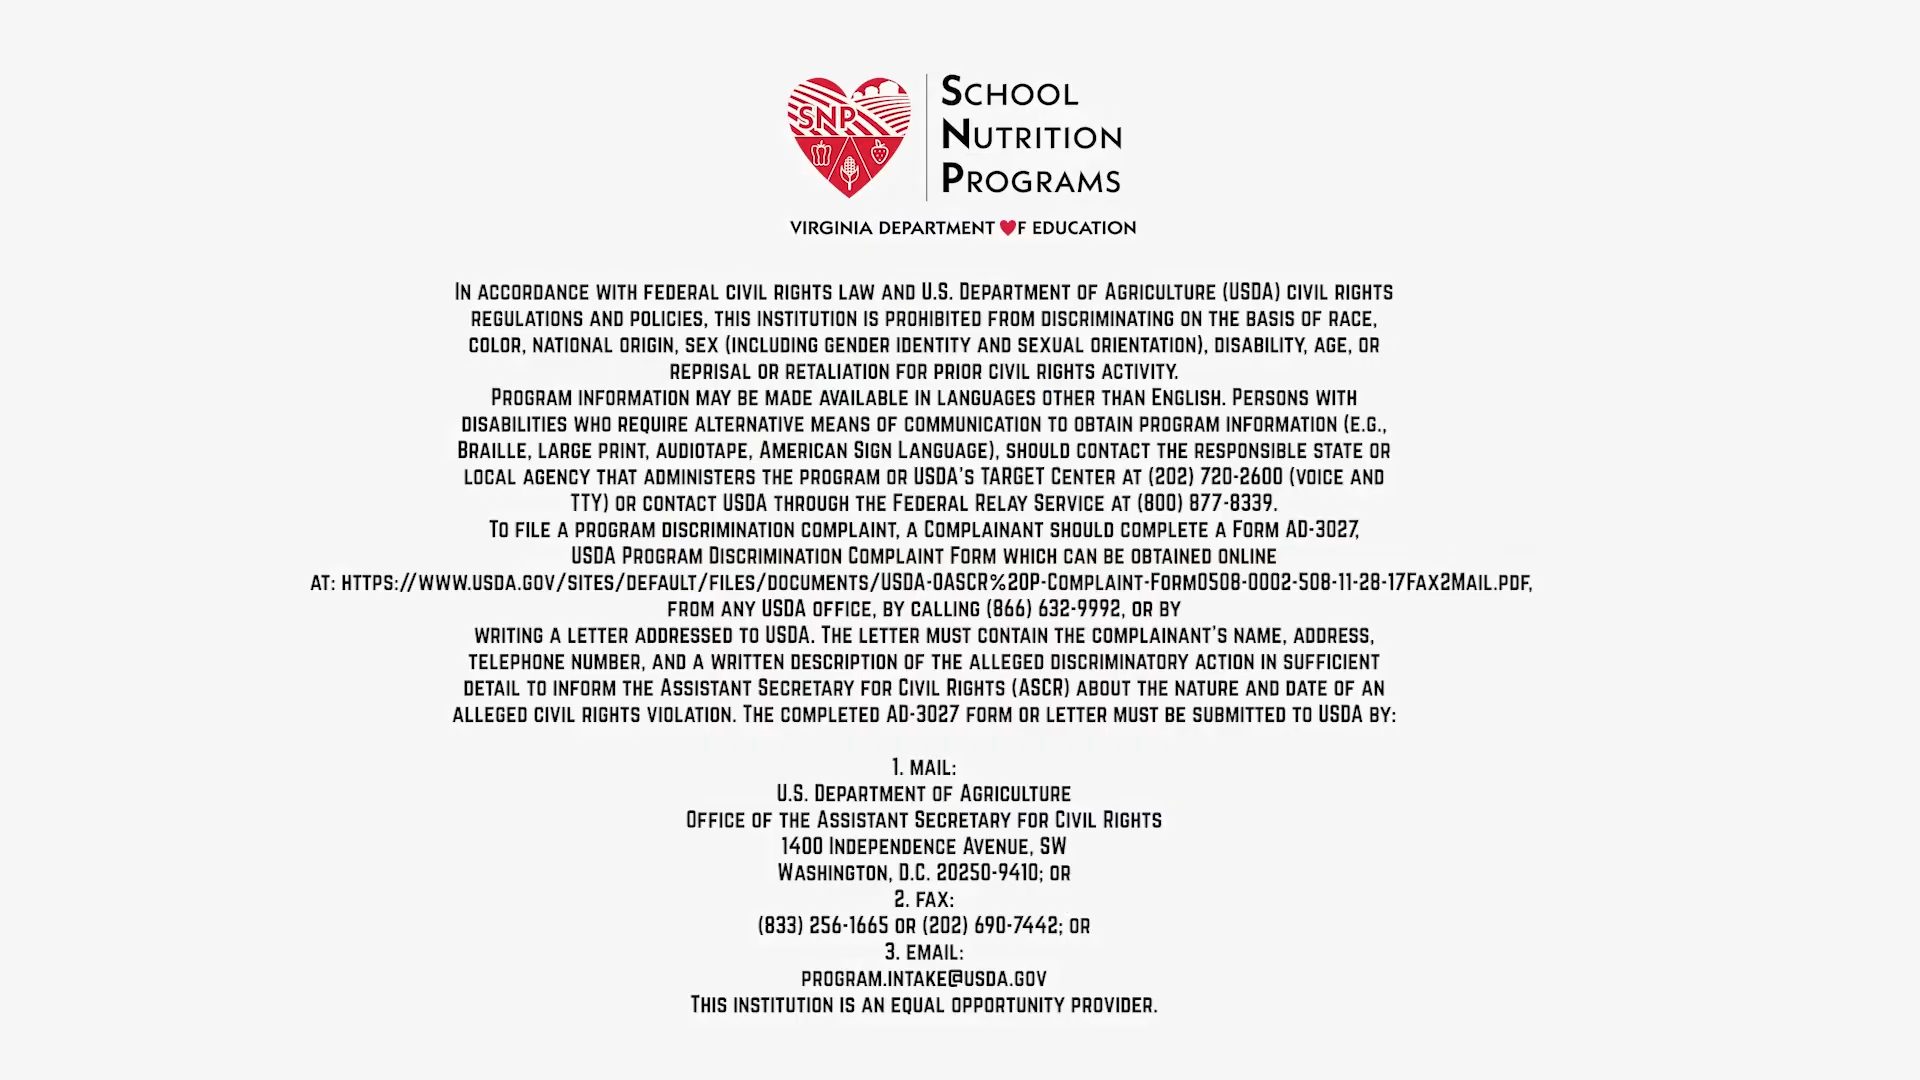 SNP
SCHOOL
NUTRITION
PROGRAMS
VIRGINIA DEPARTMENT ♥F EDUCATION
In accordance with federal civil rights law and U.S. Department of Agriculture (USDA) civil rights
regulations and policies, this institution is prohibited from discriminating on the basis of race,
color, national origin, sex (including gender identity and sexual orientation), disability, age, or
reprisal or retaliation for prior civil rights activity.
Program information may be made available in languages other than English. Persons with
disabilities who require alternative means of communication to obtain program information (e.g.,
Braille, large print, audiotape, American Sign Language), should contact the responsible state or
local agency that administers the program or USDA's TARGET Center at (202) 720-2600 (voice and
TTY) or contact USDA through the Federal Relay Service at (800) 877-8339.
To file a program discrimination complaint, a Complainant should complete a Form AD-3027,
USDA Program Discrimination Complaint Form which can be obtained online
at: https://www.usda.gov/sites/default/files/documents/USDA-OASCR%20P-Complaint-Form0508-0002-508-11-28-17Fax2Mail.pdf,
from any USDA office, by calling (866) 632-9992, or by
writing a letter addressed to USDA. The letter must contain the complainant's name, address,
telephone number, and a written description of the alleged discriminatory action in sufficient
detail to inform the Assistant Secretary for Civil Rights (ASCR) about the nature and date of an
alleged civil rights violation. The completed AD-3027 form or letter must be submitted to USDA by:
1. mail:
U.S. Department of Agriculture
Office of the Assistant Secretary for Civil Rights
1400 Independence Avenue, SW
Washington, D.C. 20250-9410; or
2. fax:
(833) 256-1665 or (202) 690-7442; or
3. email:
program.intake@usda.gov
This institution is an equal opportunity provider.